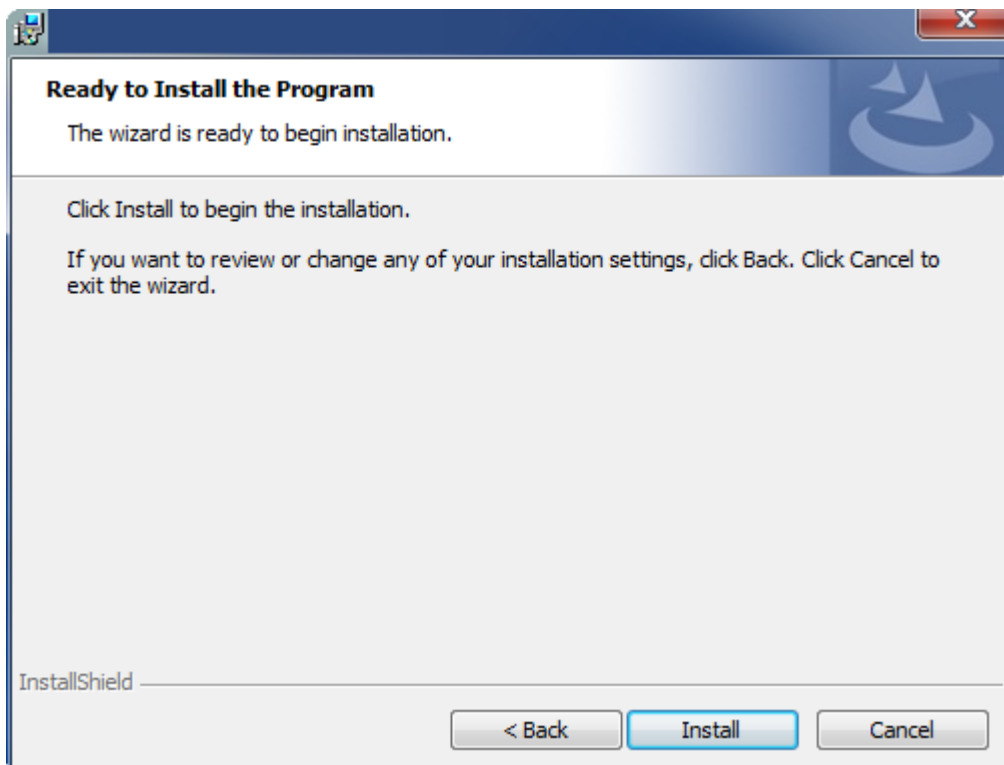 Ready to Install the Program
The wizard is ready to begin installation.
Click Install to begin the installation.
If you want to review or change any of your installation settings, click Back. Click Cancel to
exit the wizard.
InstallShield
< Back Install Cancel